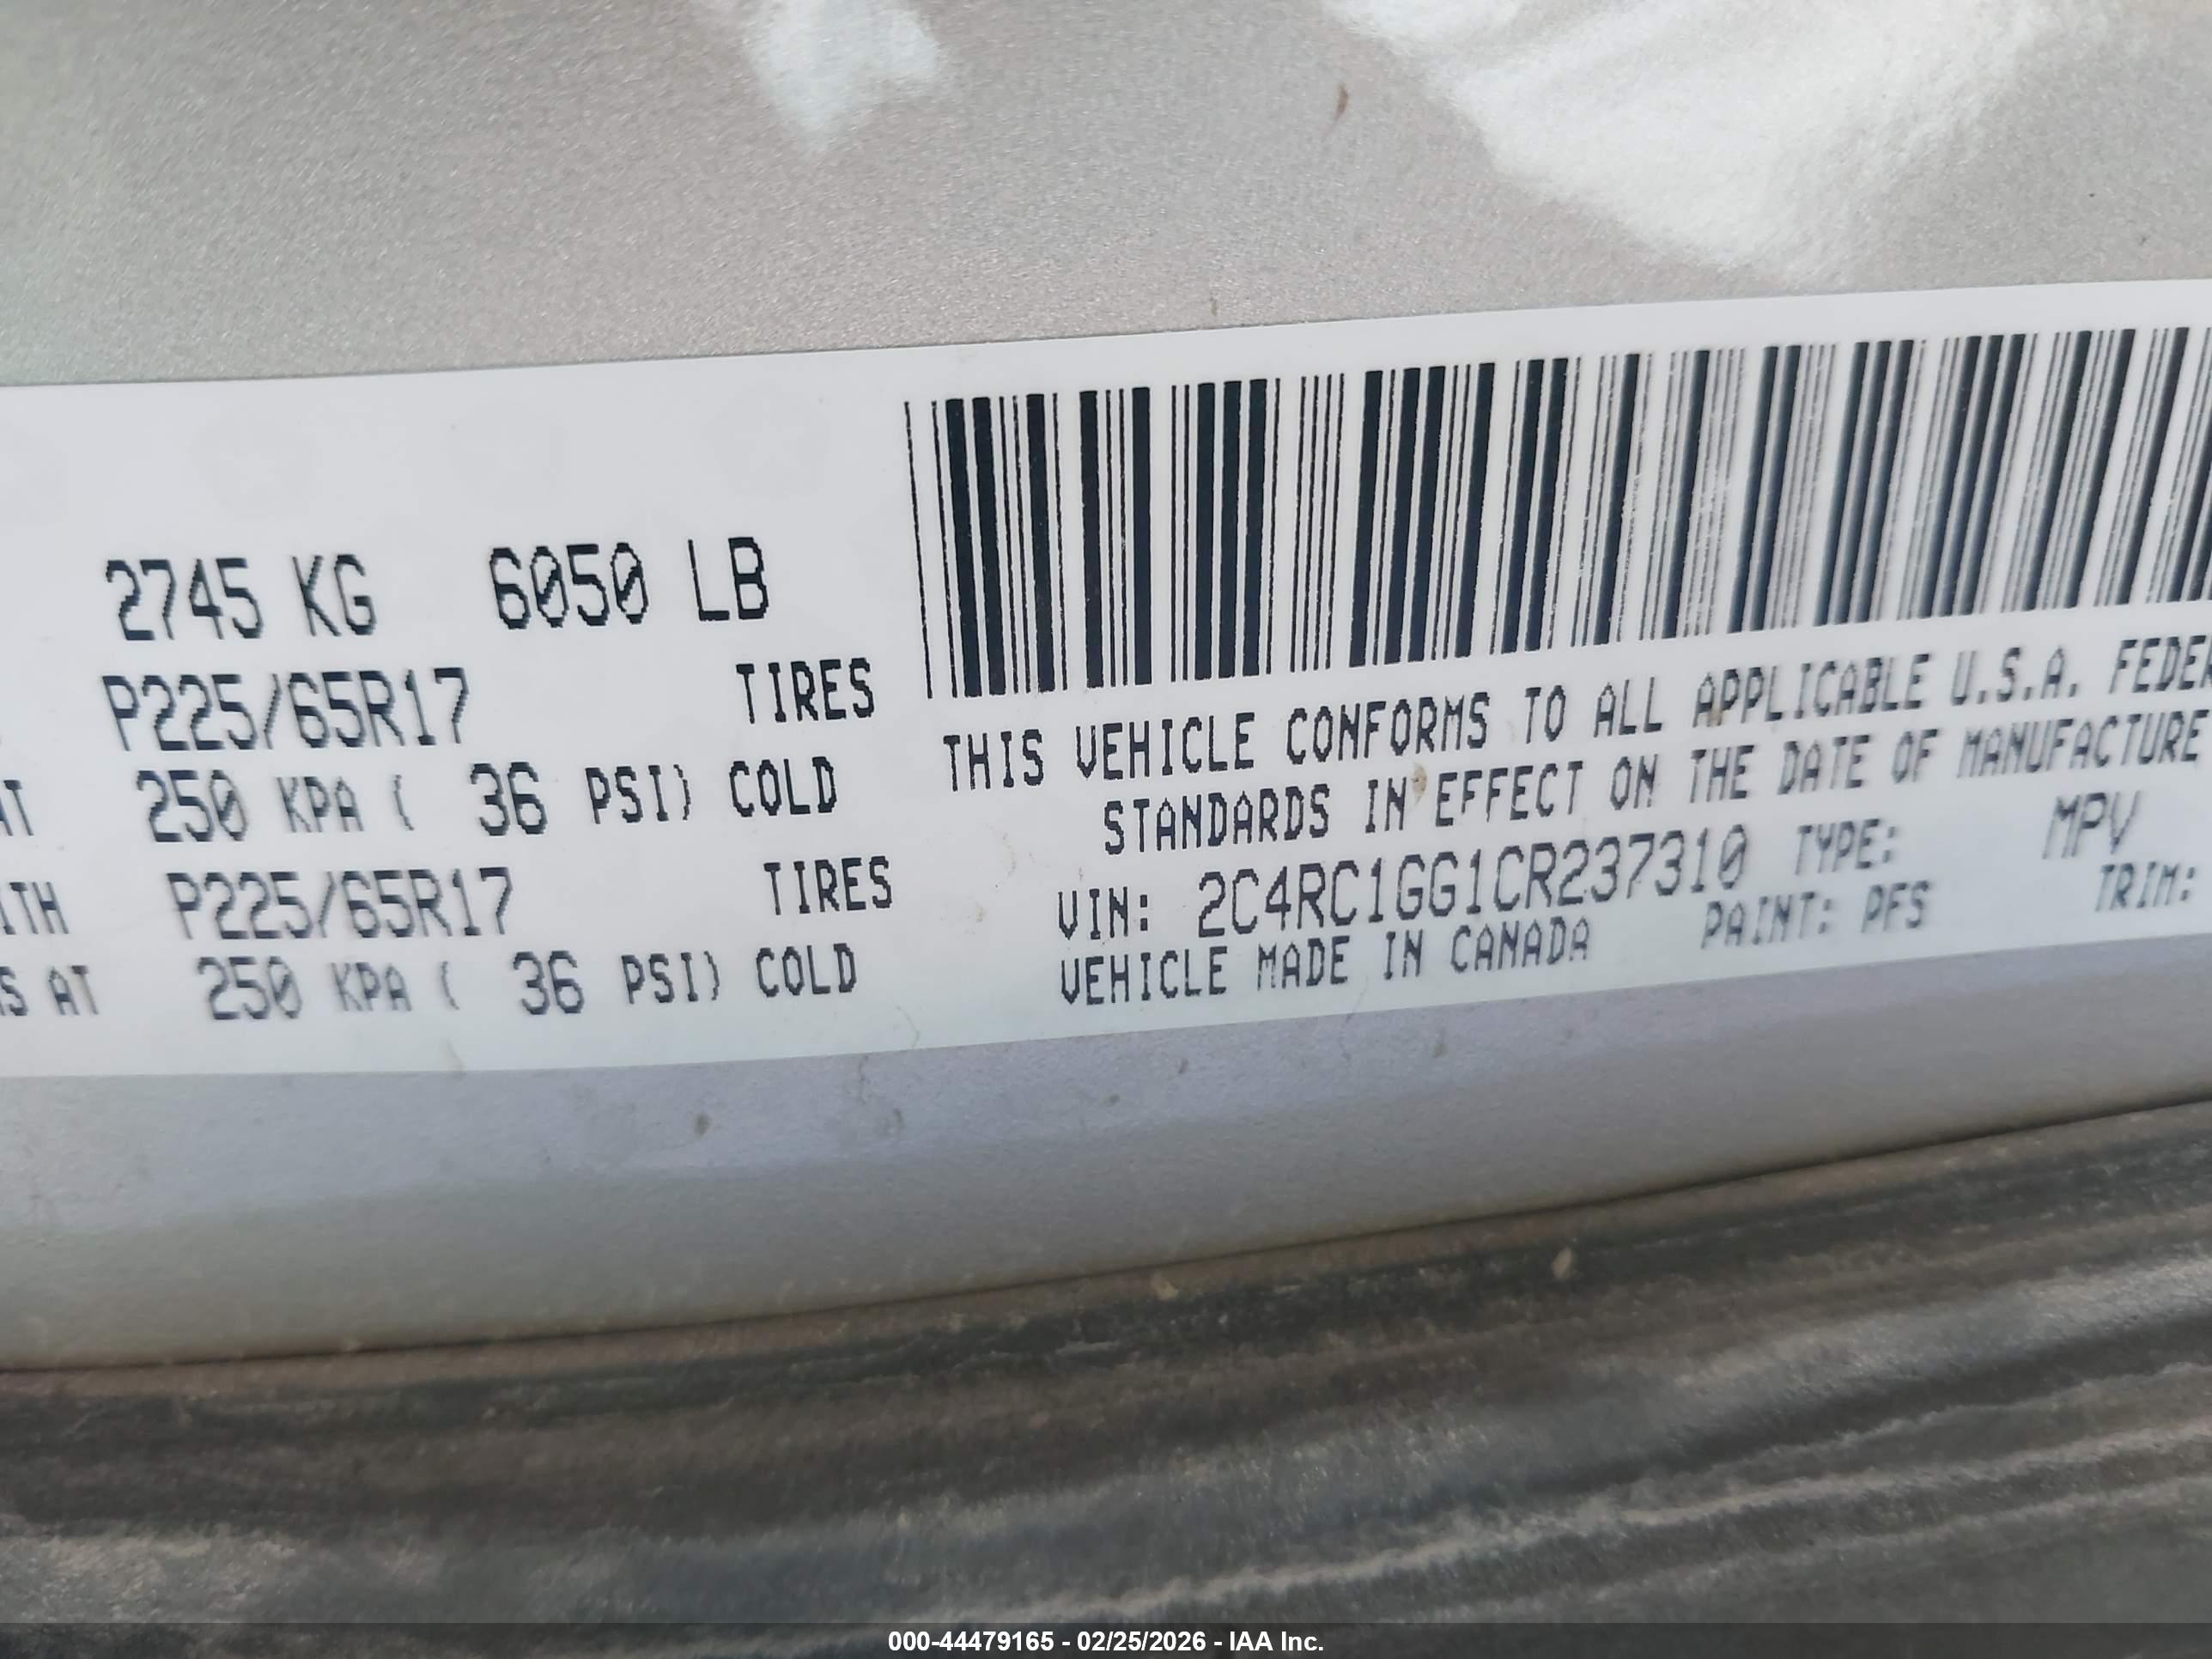 2745 KG 6050 LB
P225/65R17 TIRES
AT 250 KPA ( 36 PSI) COLD
P225/65R17 TIRES
AT 250 KPA ( 36 PSI) COLD
THIS VEHICLE CONFORMS TO ALL APPLICABLE U.S.A.
STANDARDS IN EFFECT ON THE DATE OF MANUFACTURE
VIN: 2C4RC1GG1CR237310 TYPE: MPV
VEHICLE MADE IN CANADA PAINT: PFS TRIM:
000-44479165 - 02/25/2026 - IAA Inc.